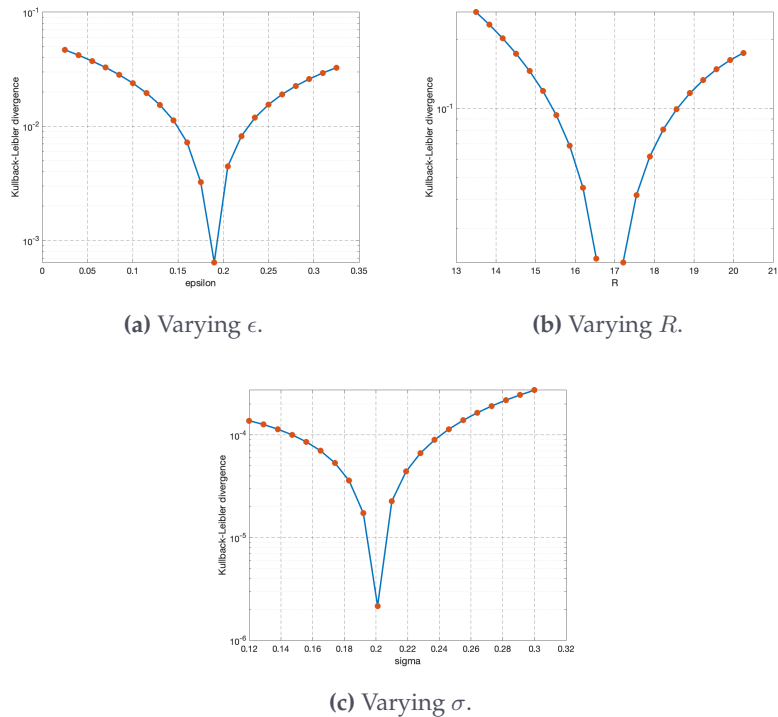 Kullback-Leibler divergence
10^-1
10^-2
10^-3
0 0.05 0.1 0.15 0.2 0.25 0.3 0.35
epsilon
(a) Varying ϵ.
Kullback-Leibler divergence
10^-1
13 14 15 16 17 18 19 20 21
R
(b) Varying R.
Kullback-Leibler divergence
10^-4
10^-5
10^-6
0.12 0.14 0.16 0.18 0.2 0.22 0.24 0.26 0.28 0.3 0.32
sigma
(c) Varying σ.